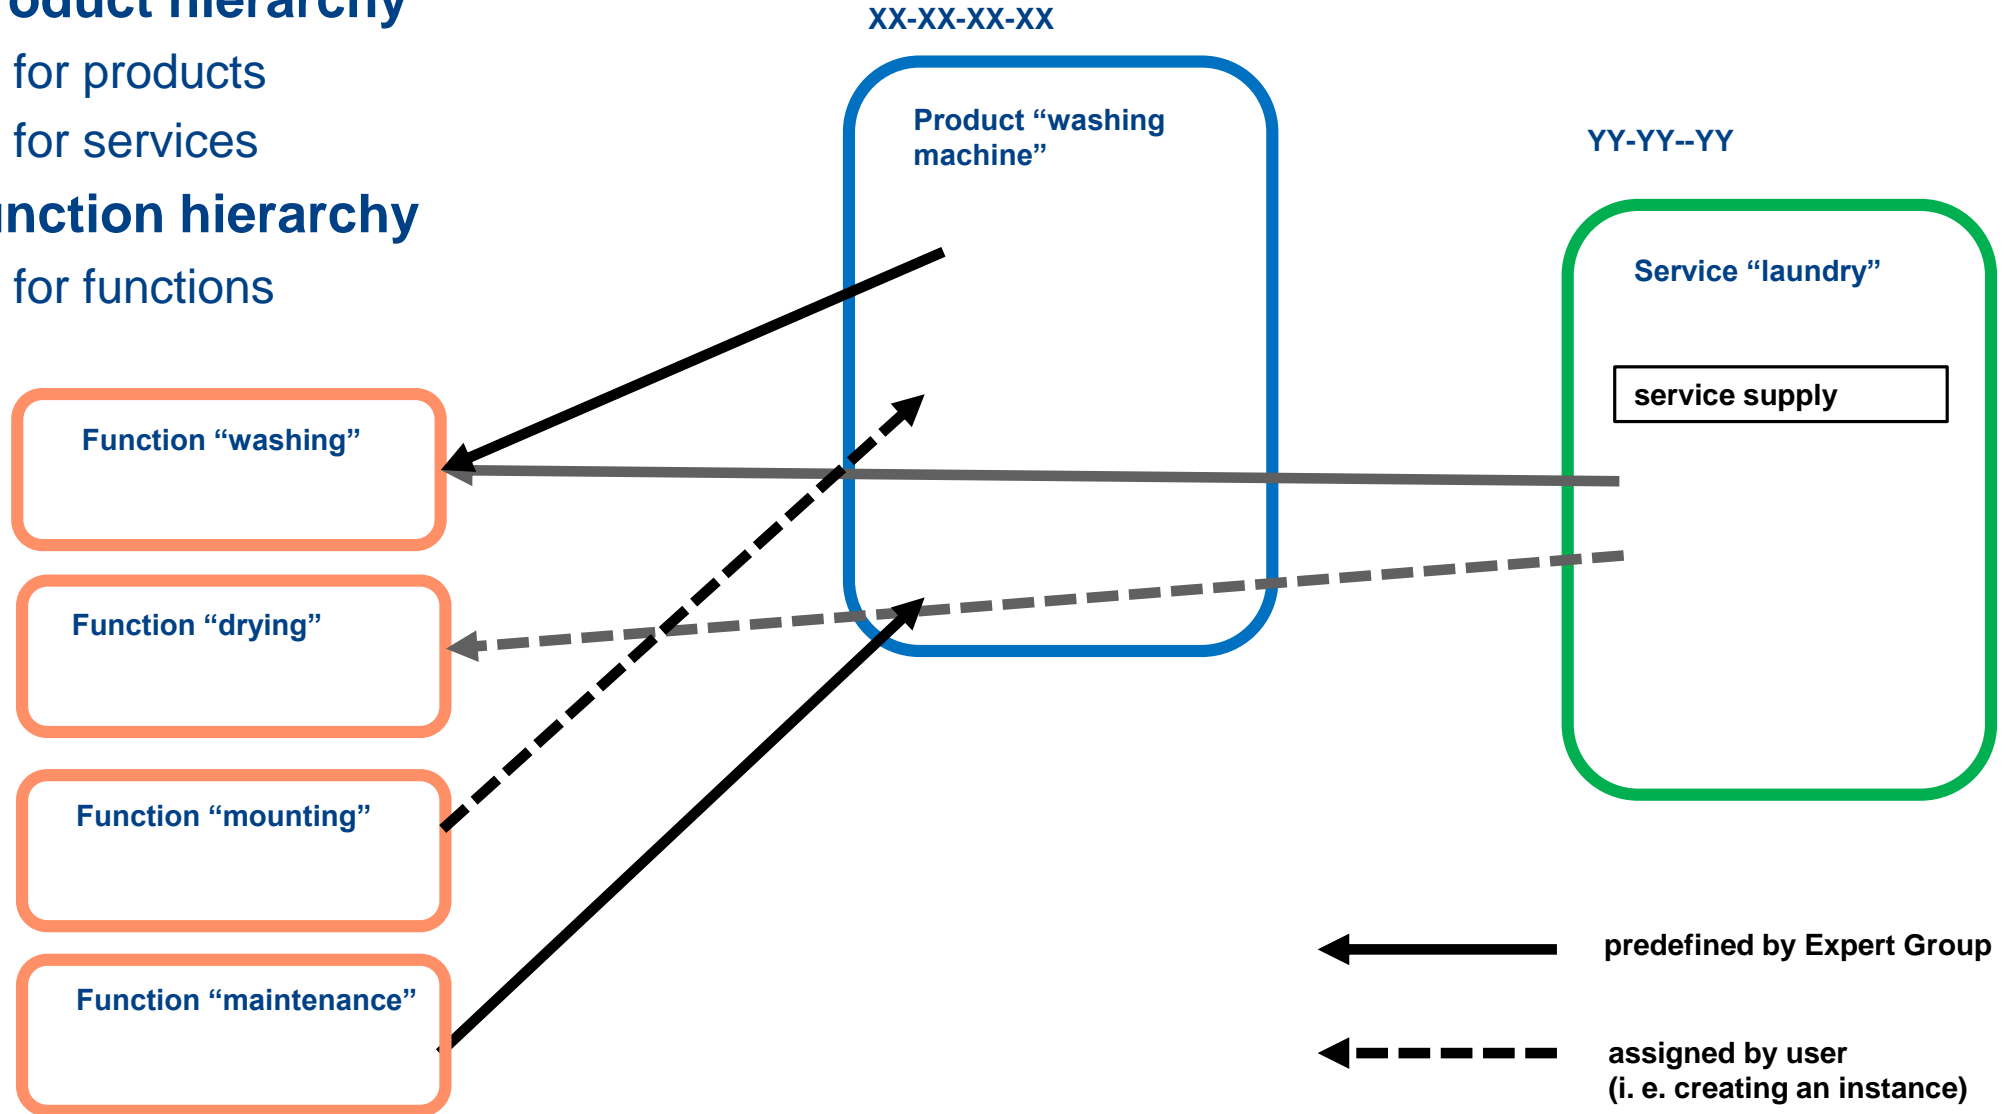 oduct hierarchy
for products
for services
nction hierarchy
for functions
XX-XX-XX-XX
Product “washing
machine”
YY-YY--YY
Service “laundry”
service supply
Function “washing”
Function “drying”
Function “mounting”
Function “maintenance”
predefined by Expert Group
assigned by user
(i. e. creating an instance)